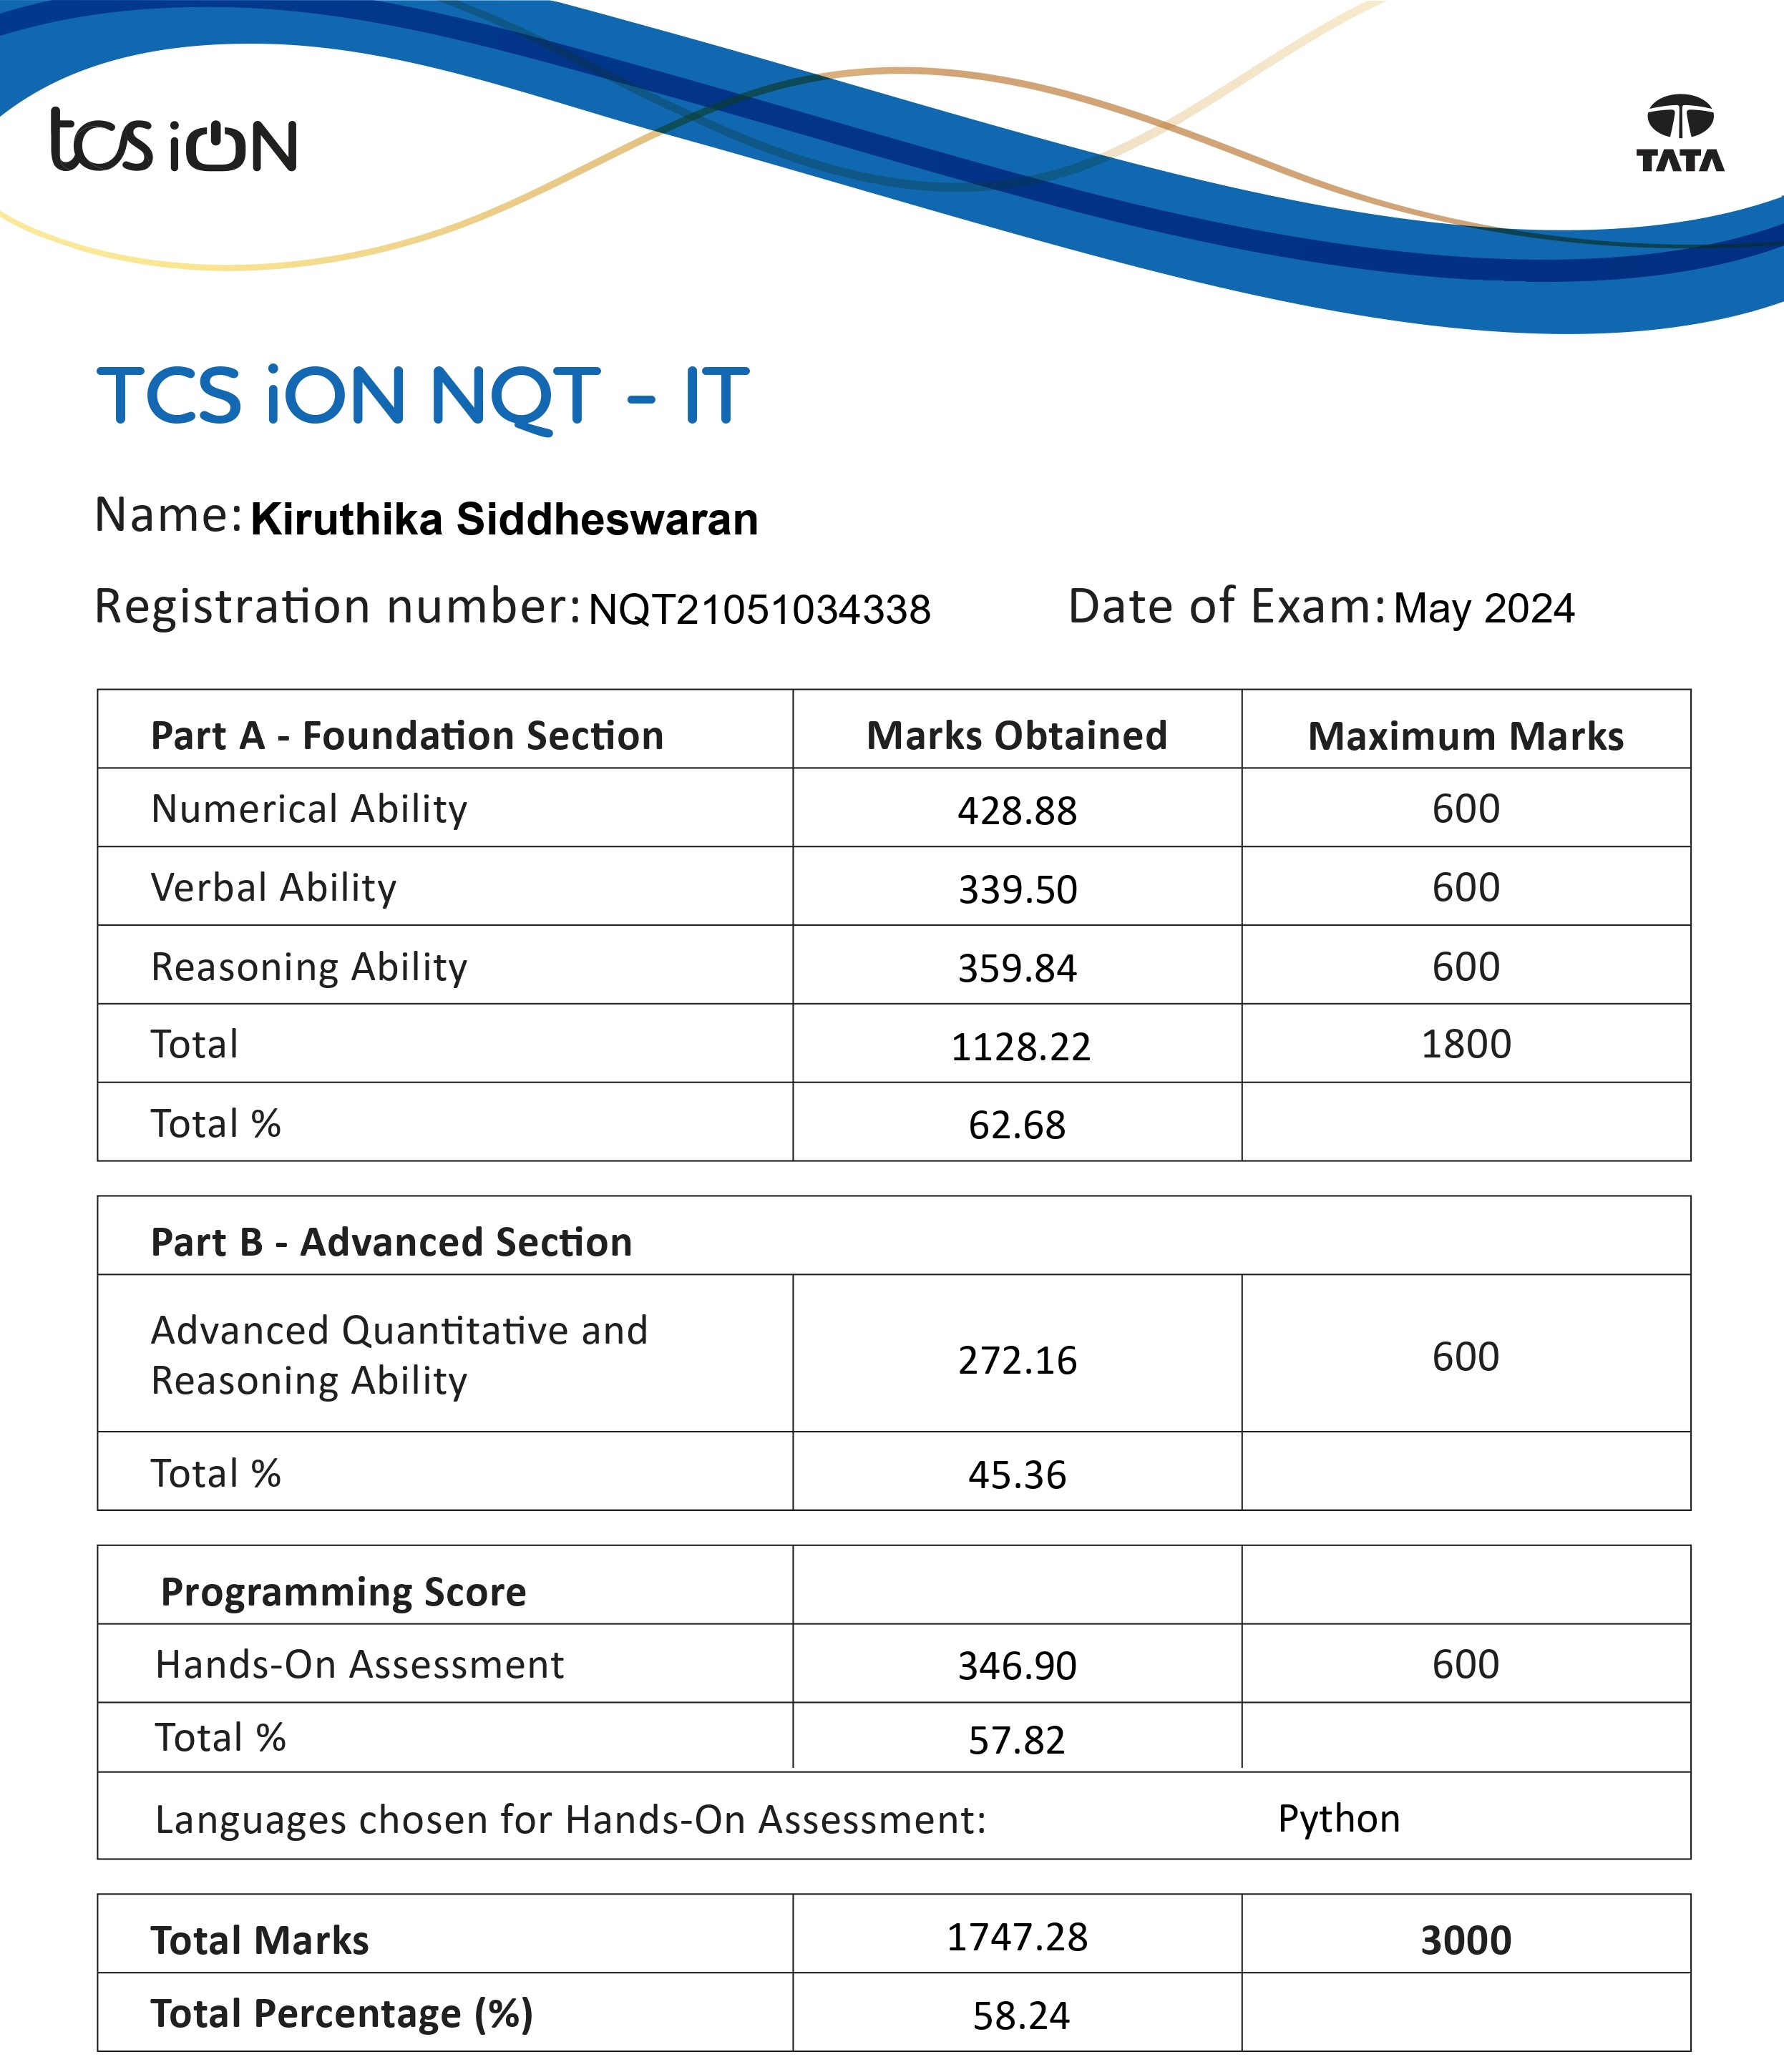 tcs iON
TATA
TCS iON NQT - IT
Name: Kiruthika Siddheswaran
Registration number: NQT21051034338 Date of Exam: May 2024
Part A - Foundation Section Marks Obtained Maximum Marks
Numerical Ability 428.88 600
Verbal Ability 339.50 600
Reasoning Ability 359.84 600
Total 1128.22 1800
Total % 62.68
Part B - Advanced Section
Advanced Quantitative and
Reasoning Ability 272.16 600
Total % 45.36
Programming Score
Hands-On Assessment 346.90 600
Total % 57.82
Languages chosen for Hands-On Assessment: Python
Total Marks 1747.28 3000
Total Percentage (%) 58.24